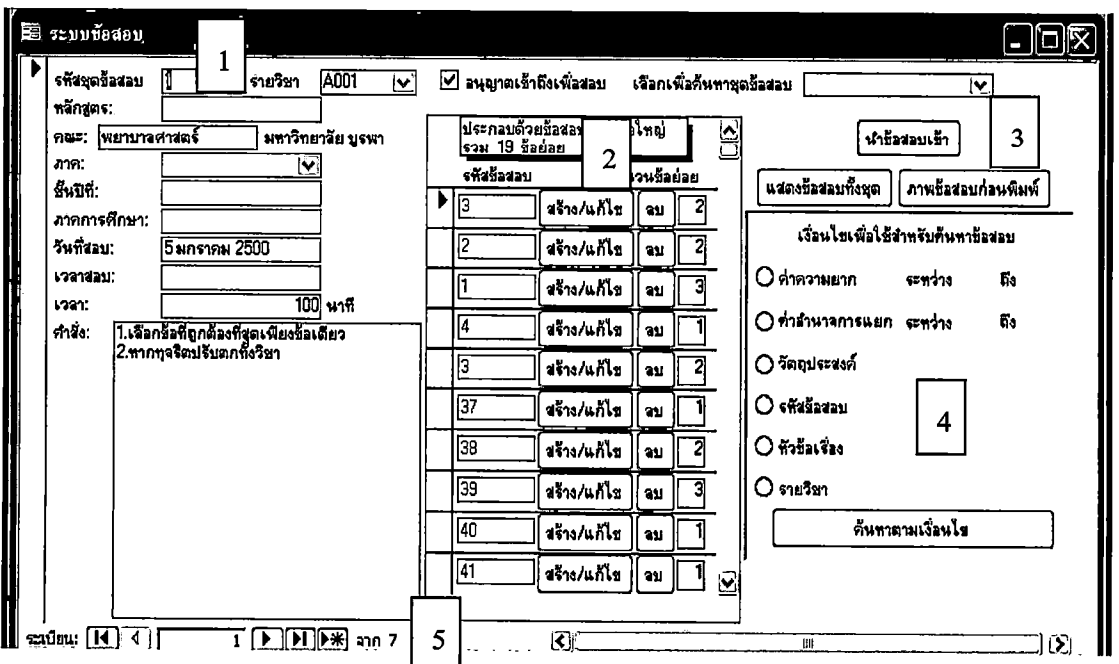 ระบบข้อสอบ
1
รหัสชุดข้อสอบ 1 รายวิชา A001 อนุญาตเข้าถึงเพื่อสอบ เลือกเพื่อค้นหาชุดข้อสอบ
หลักสูตร:
คณะ: พยาบาลศาสตร์ มหาวิทยาลัย บูรพา
ภาค:
ชั้นปีที่:
ภาคการศึกษา:
วันที่สอบ: 5 มกราคม 2500
เวลาสอบ:
เวลา: 100 นาที
คำสั่ง: 1.เลือกข้อที่ถูกต้องที่สุดเพียงข้อเดียว
2.หากทุจริตปรับตกทั้งวิชา
ประกอบด้วยข้อสอบ ใหญ่
รวม 19 ข้อย่อย
2
รหัสข้อสอบ วนข้อย่อย
3 สร้าง/แก้ไข ลบ 2
2 สร้าง/แก้ไข ลบ 2
1 สร้าง/แก้ไข ลบ 3
4 สร้าง/แก้ไข ลบ 1
3 สร้าง/แก้ไข ลบ 2
37 สร้าง/แก้ไข ลบ 1
38 สร้าง/แก้ไข ลบ 2
39 สร้าง/แก้ไข ลบ 3
40 สร้าง/แก้ไข ลบ 1
41 สร้าง/แก้ไข ลบ 1
นำข้อสอบเข้า 3
แสดงข้อสอบทั้งชุด ภาพข้อสอบก่อนพิมพ์
เงื่อนไขเพื่อใช้สำหรับค้นหาข้อสอบ
ค่าความยาก ระหว่าง ถึง
ค่าอำนาจการแยก ระหว่าง ถึง
วัตถุประสงค์
รหัสข้อสอบ
4
หัวข้อเรื่อง
รายวิชา
ค้นหาตามเงื่อนไข
ระเบียน: 1 จาก 7 5